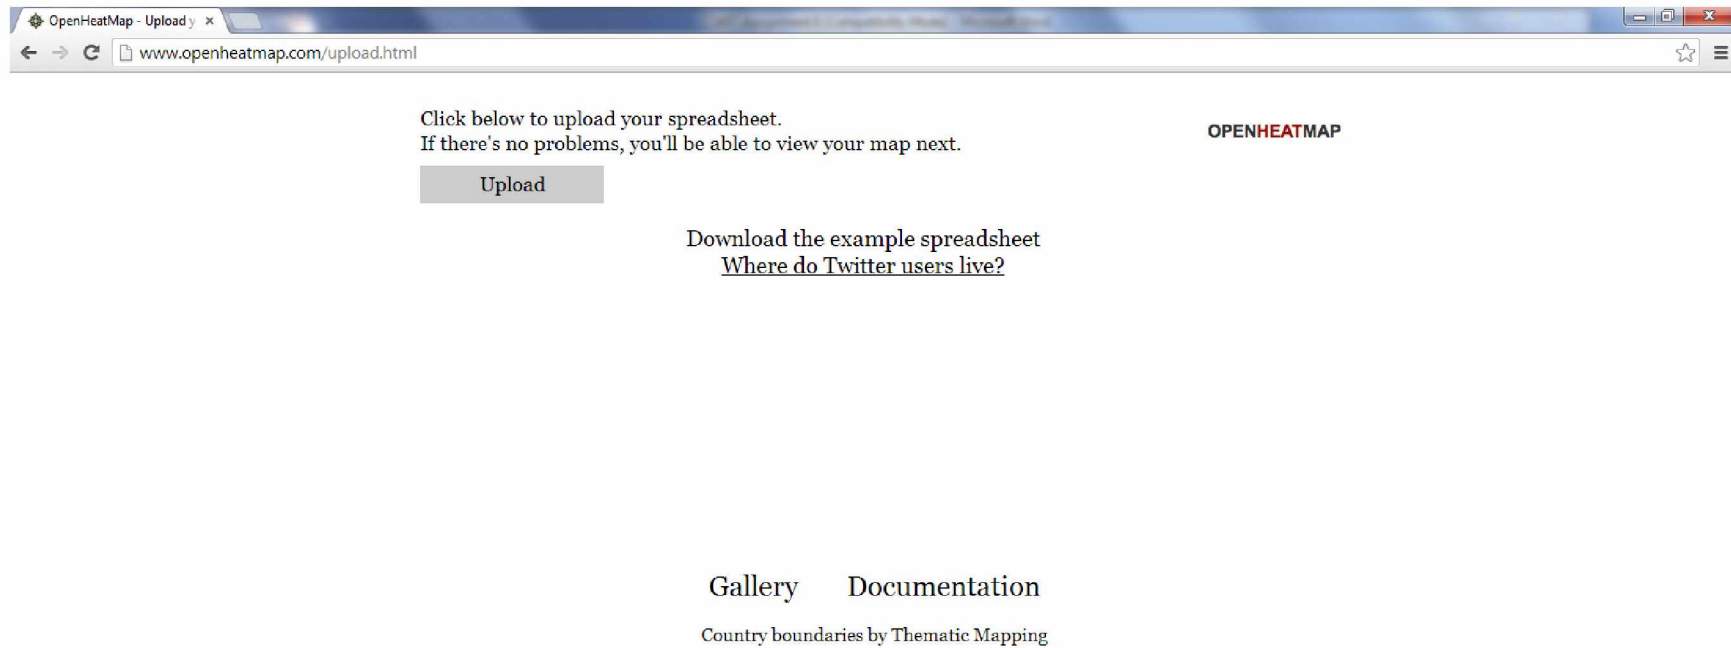 OpenHeatMap - Upload y
www.openheatmap.com/upload.html
Click below to upload your spreadsheet.
If there's no problems, you'll be able to view your map next.
OPENHEATMAP
Upload
Download the example spreadsheet
Where do Twitter users live?
Gallery Documentation
Country boundaries by Thematic Mapping